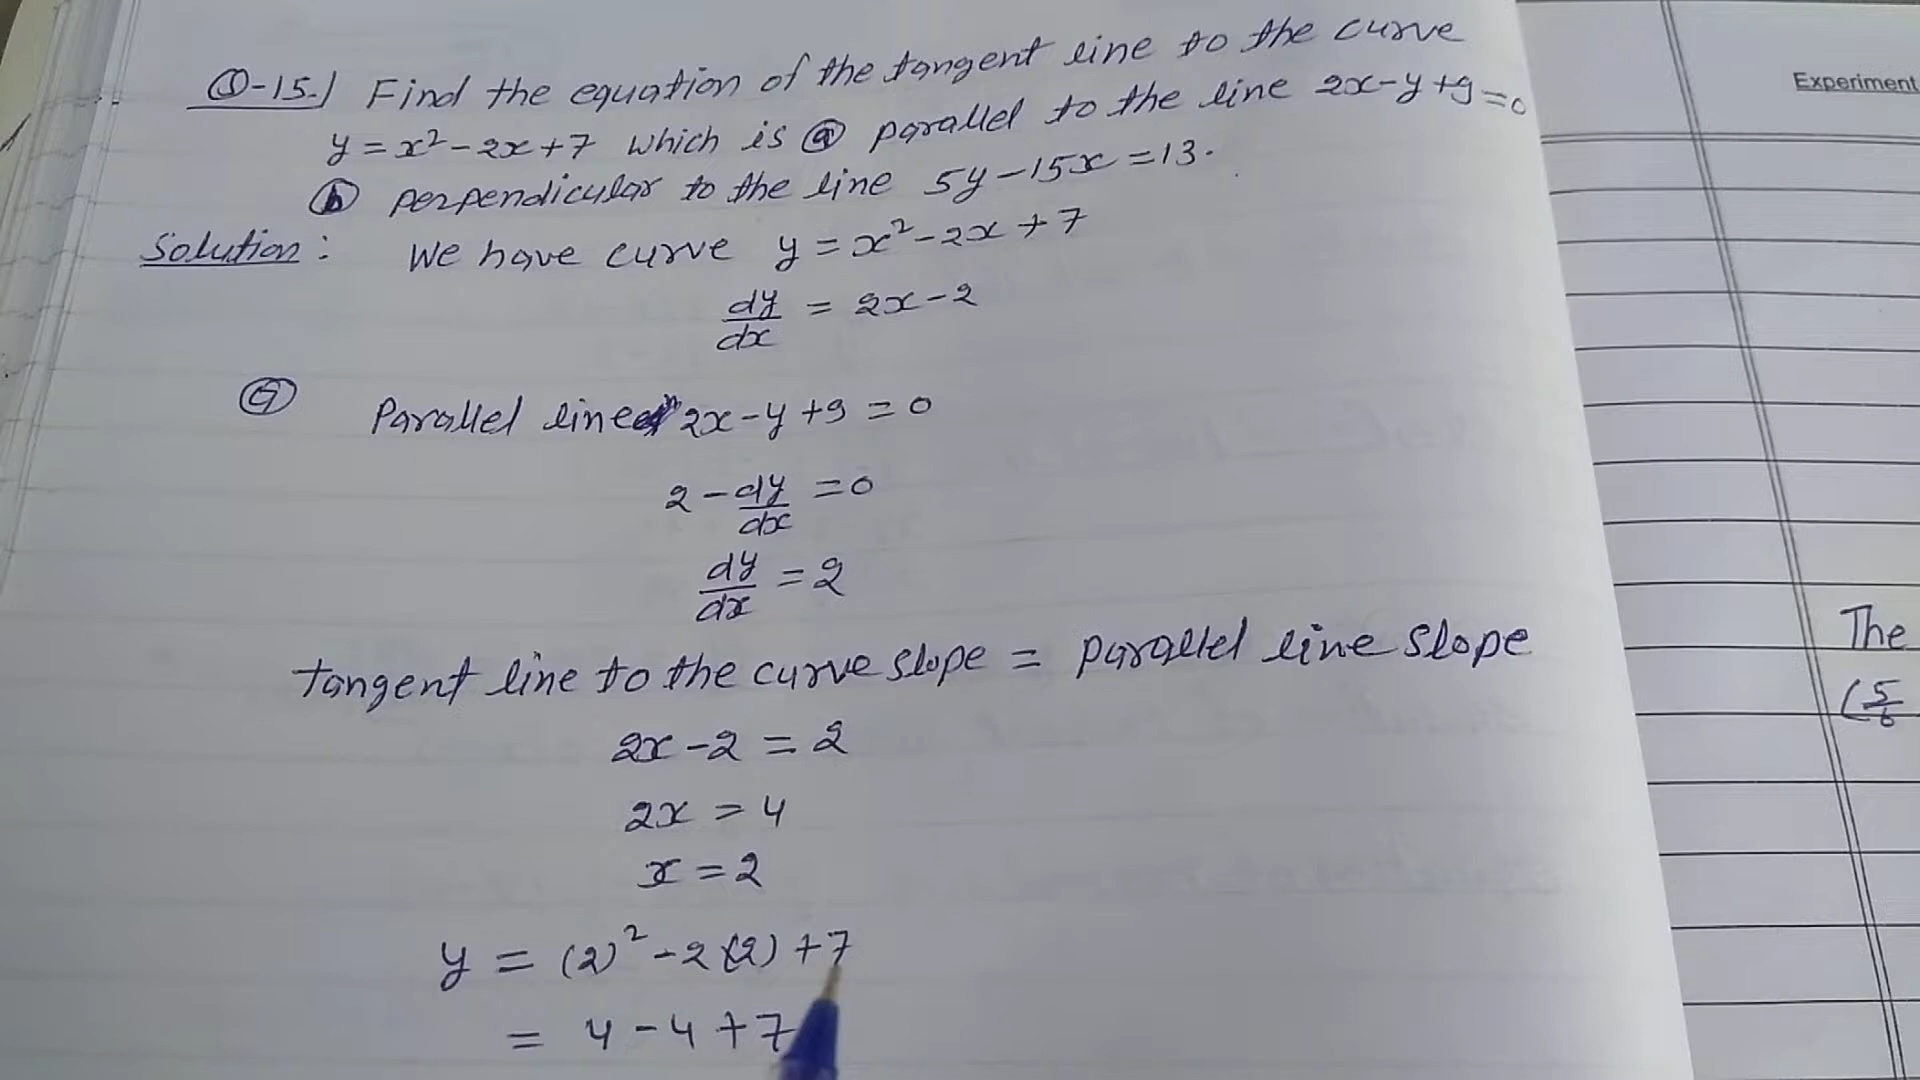 Q-15.) Find the equation of the tangent line to the curve
y = x² - 2x + 7 which is (a) parallel to the line 2x - y + 9 = 0
(b) perpendicular to the line 5y - 15x = 13.
Solution: We have curve y = x² - 2x + 7
dy/dx = 2x - 2
(a) Parallel line 2x - y + 9 = 0
2 - dy/dx = 0
dy/dx = 2
tangent line to the curve slope = parallel line slope
2x - 2 = 2
2x = 4
x = 2
y = (2)² - 2(2) + 7
= 4 - 4 + 7
Experiment
The
(5/6